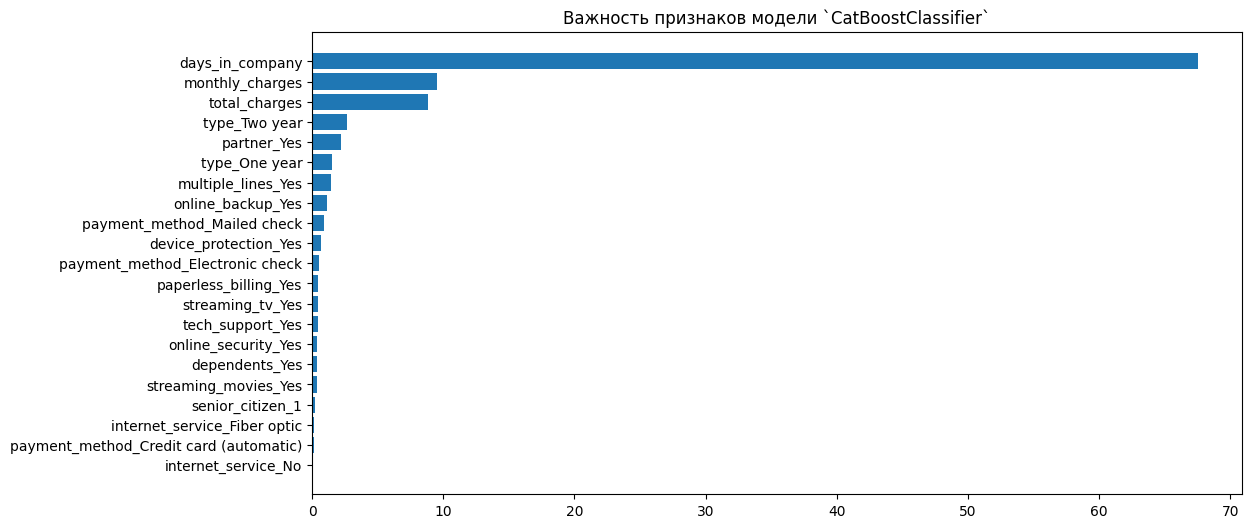 Важность признаков модели `CatBoostClassifier`
days_in_company
monthly_charges
total_charges
type_Two year
partner_Yes
type_One year
multiple_lines_Yes
online_backup_Yes
payment_method_Mailed check
device_protection_Yes
payment_method_Electronic check
paperless_billing_Yes
streaming_tv_Yes
tech_support_Yes
online_security_Yes
dependents_Yes
streaming_movies_Yes
senior_citizen_1
internet_service_Fiber optic
payment_method_Credit card (automatic)
internet_service_No
0 10 20 30 40 50 60 70